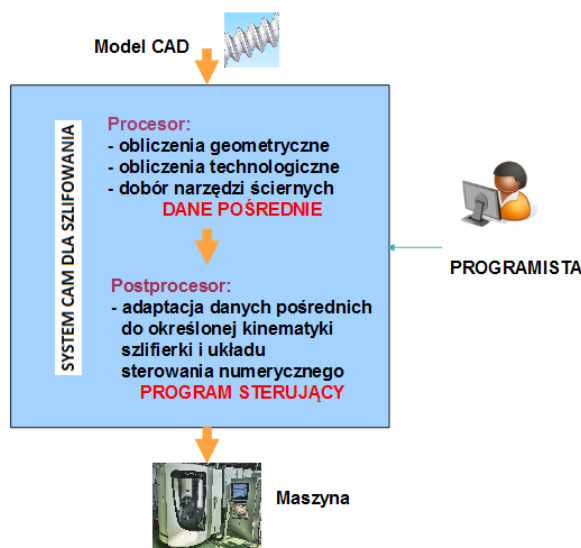 Model CAD
SYSTEM CAM DLA SZLIFOWANIA
Procesor:
- obliczenia geometryczne
- obliczenia technologiczne
- dobór narzędzi ściernych
DANE POŚREDNIE
Postprocesor:
- adaptacja danych pośrednich
do określonej kinematyki
szlifierki i układu
sterowania numerycznego
PROGRAM STERUJĄCY
PROGRAMISTA
Maszyna